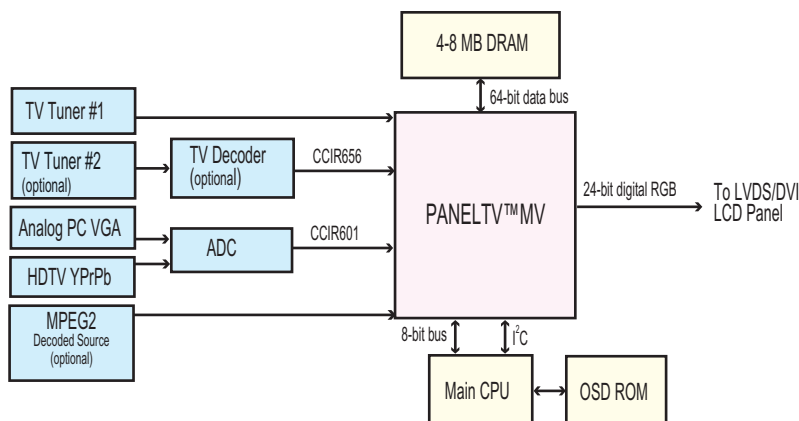 4-8 MB DRAM
64-bit data bus
TV Tuner #1
TV Tuner #2
(optional)
TV Decoder
(optional)
CCIR656
Analog PC VGA
ADC
CCIR601
HDTV YPrPb
MPEG2
Decoded Source
(optional)
PANELTV™MV
24-bit digital RGB
To LVDS/DVI
LCD Panel
8-bit bus
I²C
Main CPU
OSD ROM